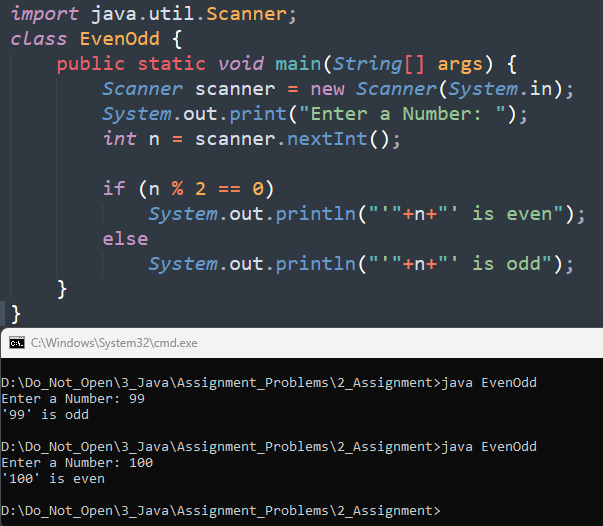 import java.util.Scanner;
class EvenOdd {
    public static void main(String[] args) {
        Scanner scanner = new Scanner(System.in);
        System.out.print("Enter a Number: ");
        int n = scanner.nextInt();

        if (n % 2 == 0)
            System.out.println("'"+n+"' is even");
        else
            System.out.println("'"+n+"' is odd");
    }
}
C:\Windows\System32\cmd.exe
D:\Do_Not_Open\3_Java\Assignment_Problems\2_Assignment>java EvenOdd
Enter a Number: 99
'99' is odd

D:\Do_Not_Open\3_Java\Assignment_Problems\2_Assignment>java EvenOdd
Enter a Number: 100
'100' is even

D:\Do_Not_Open\3_Java\Assignment_Problems\2_Assignment>